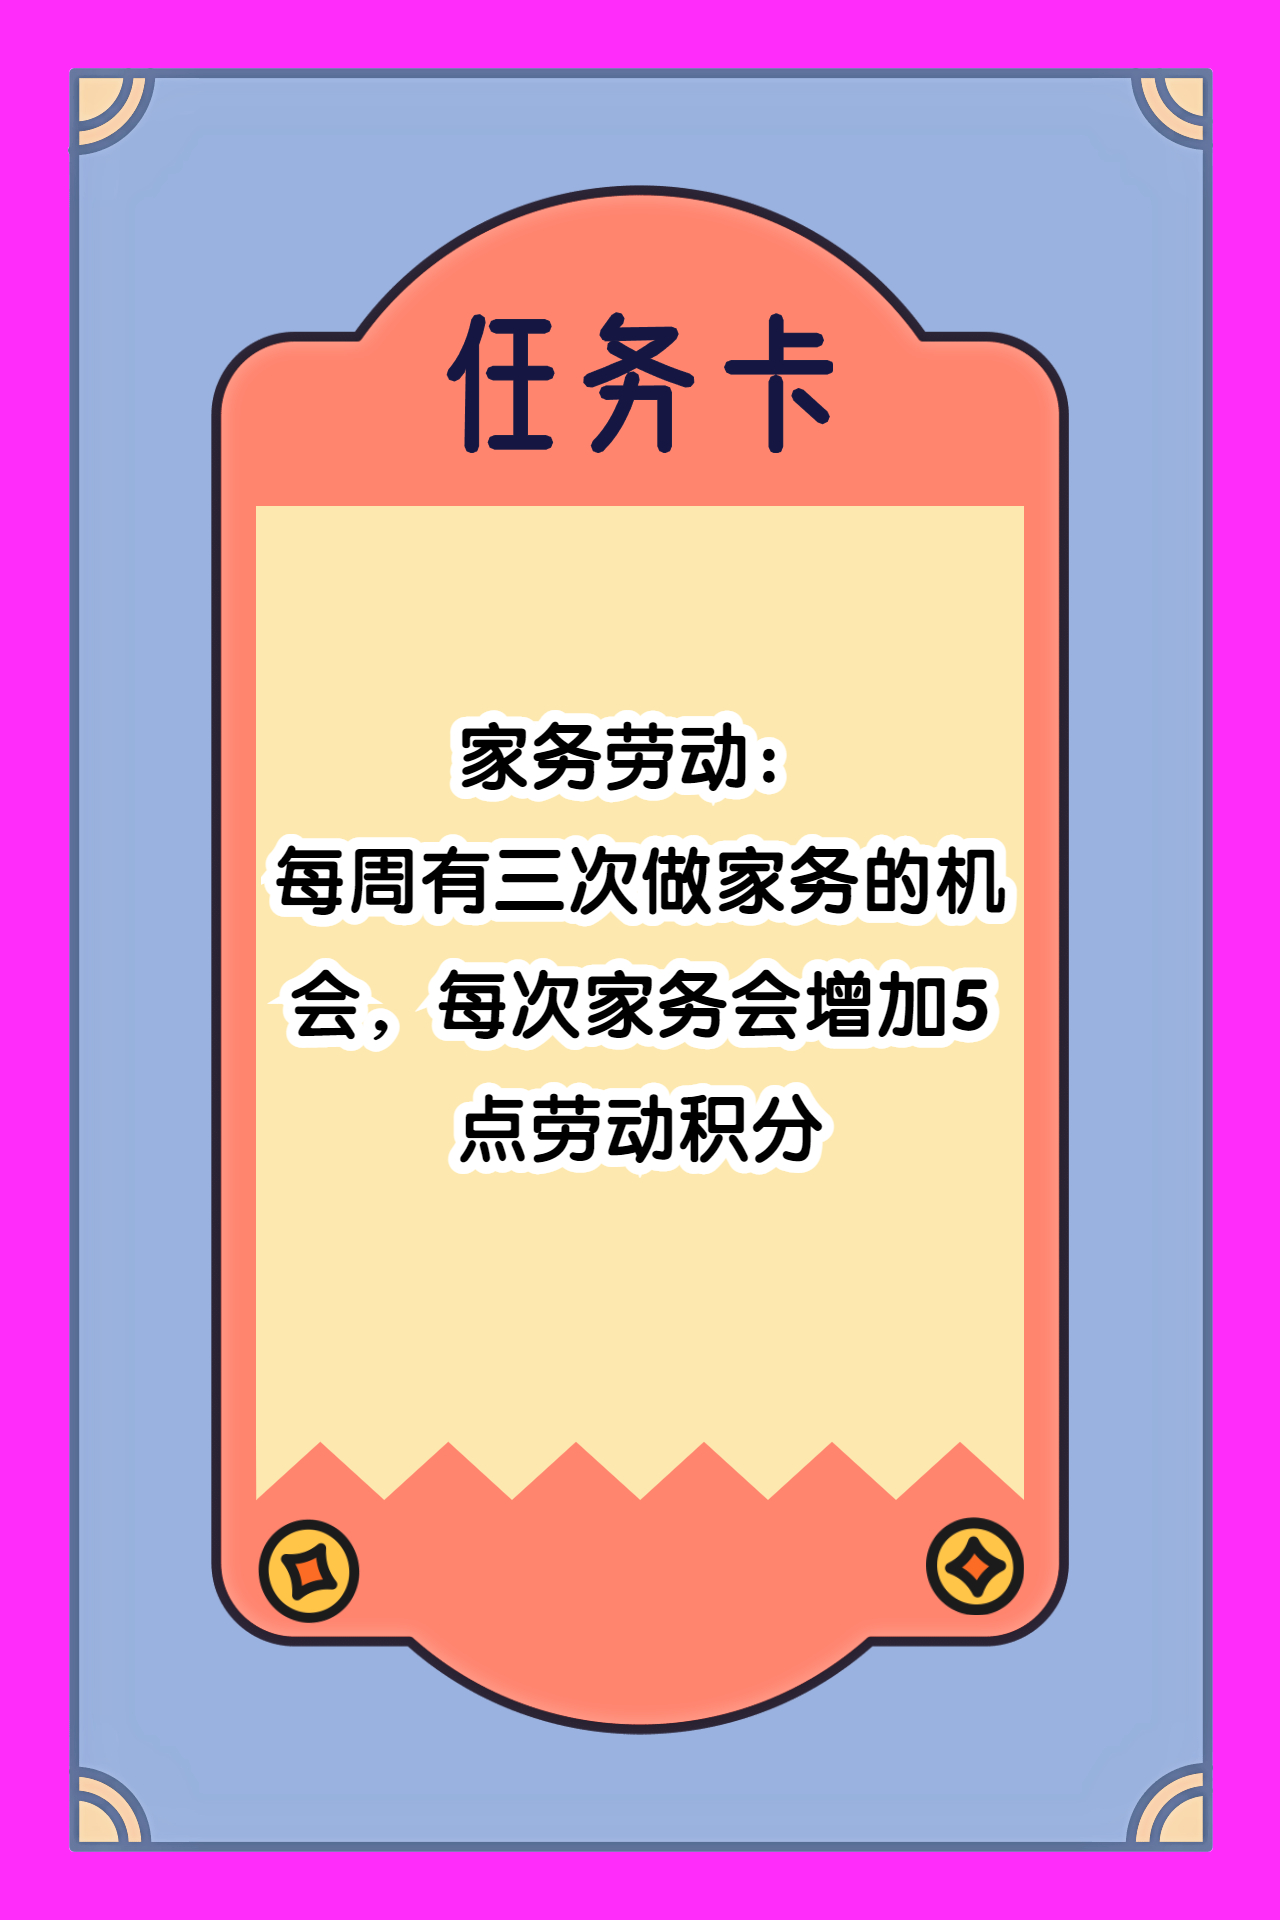 任务卡
家务劳动：
每周有三次做家务的机
会，每次家务会增加5
点劳动积分